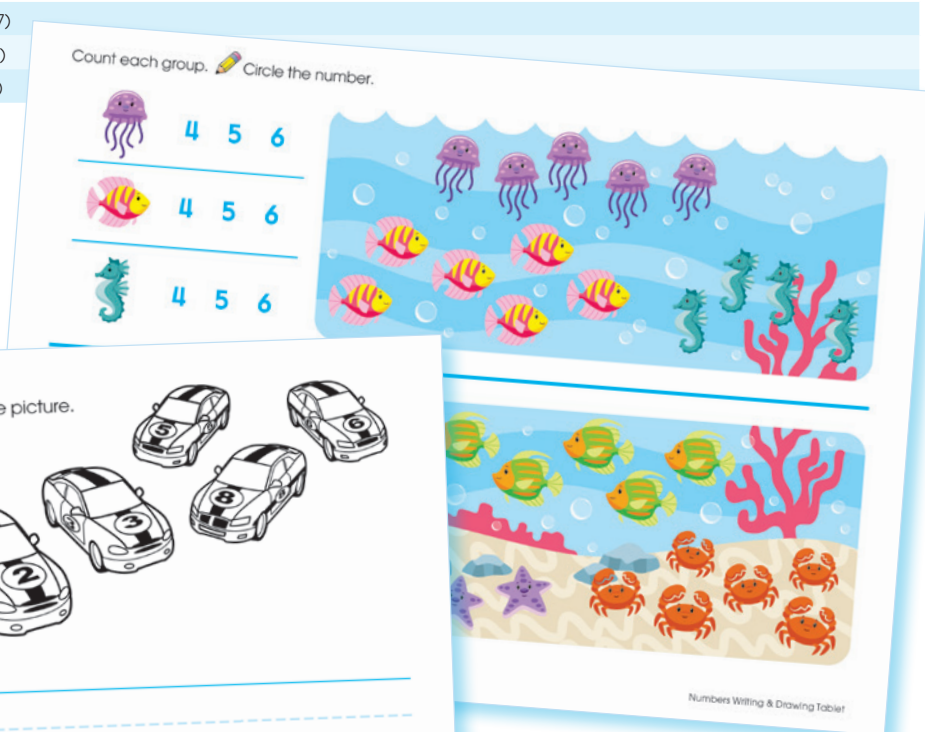 7)
)
)
Count each group. Circle the number.
4 5 6
4 5 6
4 5 6
e picture.
5
6
3
8
2
Numbers Writing & Drawing Tablet